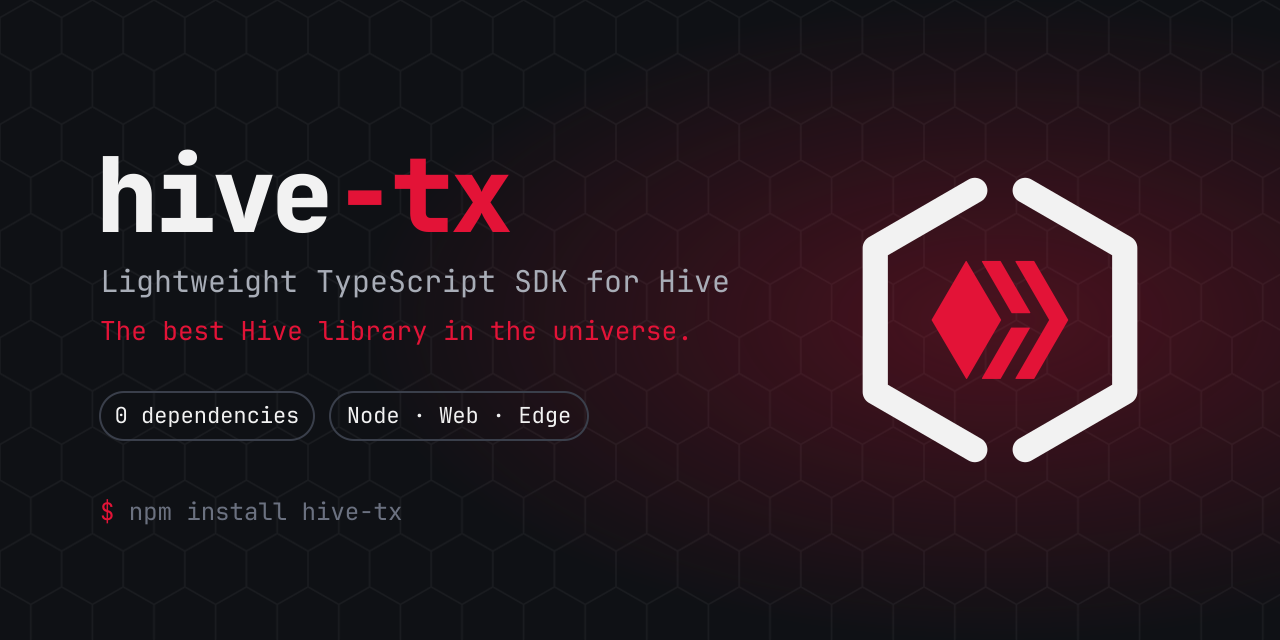 hive-tx
Lightweight TypeScript SDK for Hive
The best Hive library in the universe.
0 dependencies
Node · Web · Edge
$ npm install hive-tx